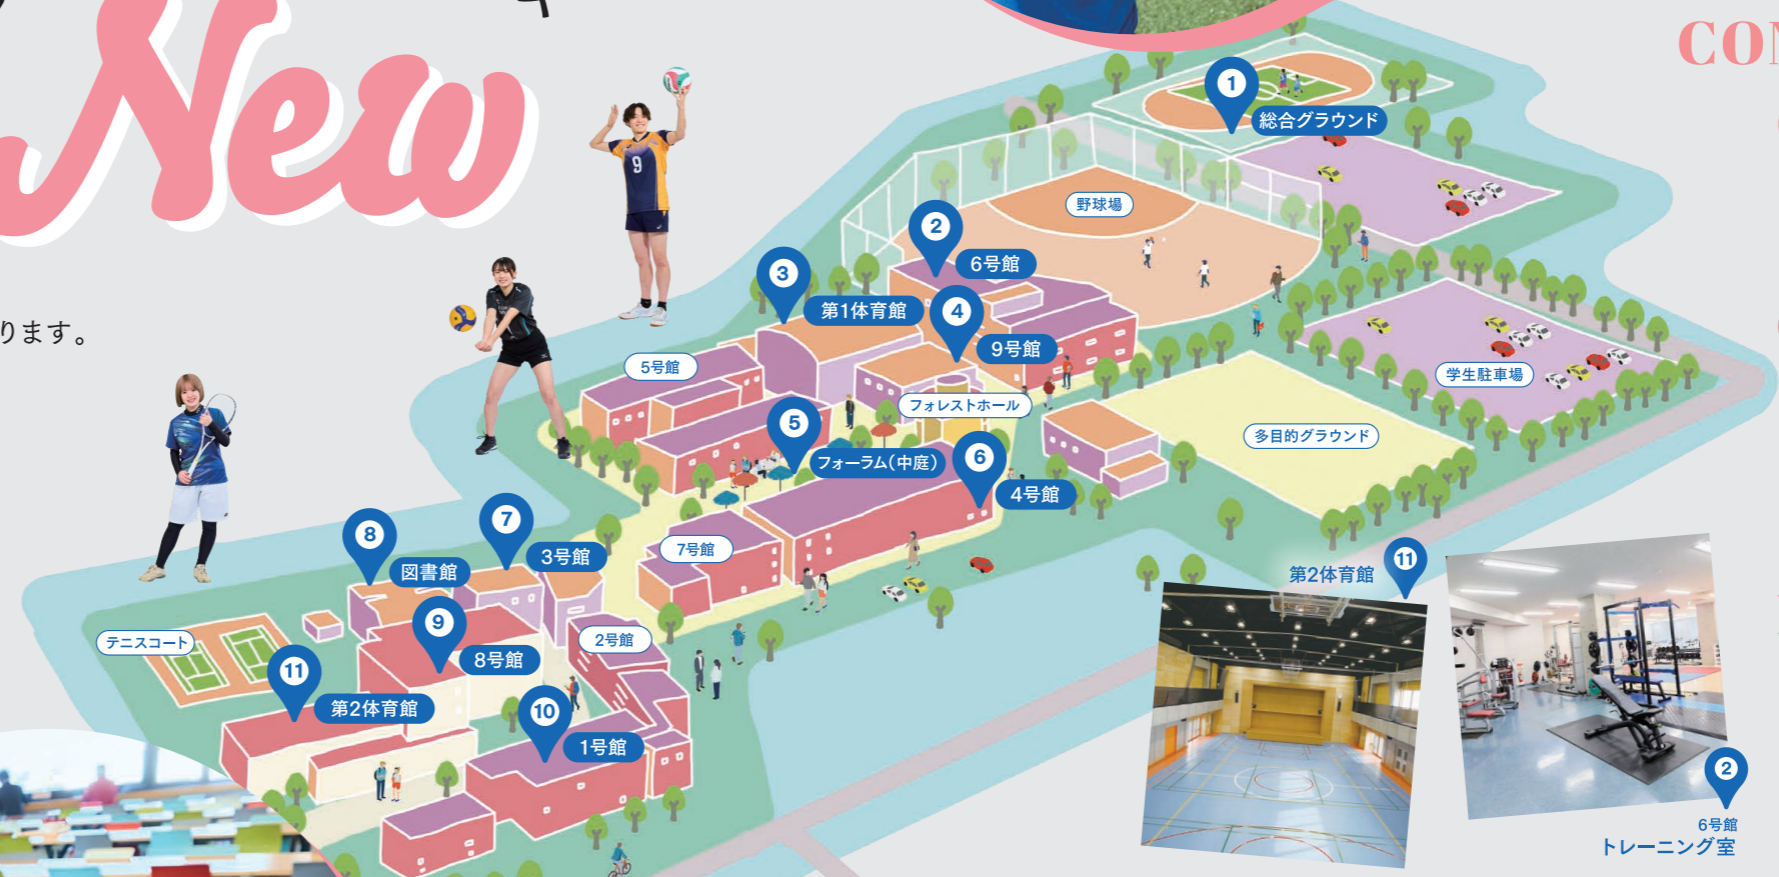 New
CON
ります。
9
1
総合グラウンド
野球場
2
6号館
3
第1体育館
4
9号館
5号館
学生駐車場
フォレストホール
5
フォーラム(中庭)
多目的グラウンド
6
4号館
7
3号館
7号館
8
図書館
テニスコート
9
8号館
2号館
11
第2体育館
10
1号館
第2体育館
11
2
6号館
トレーニング室